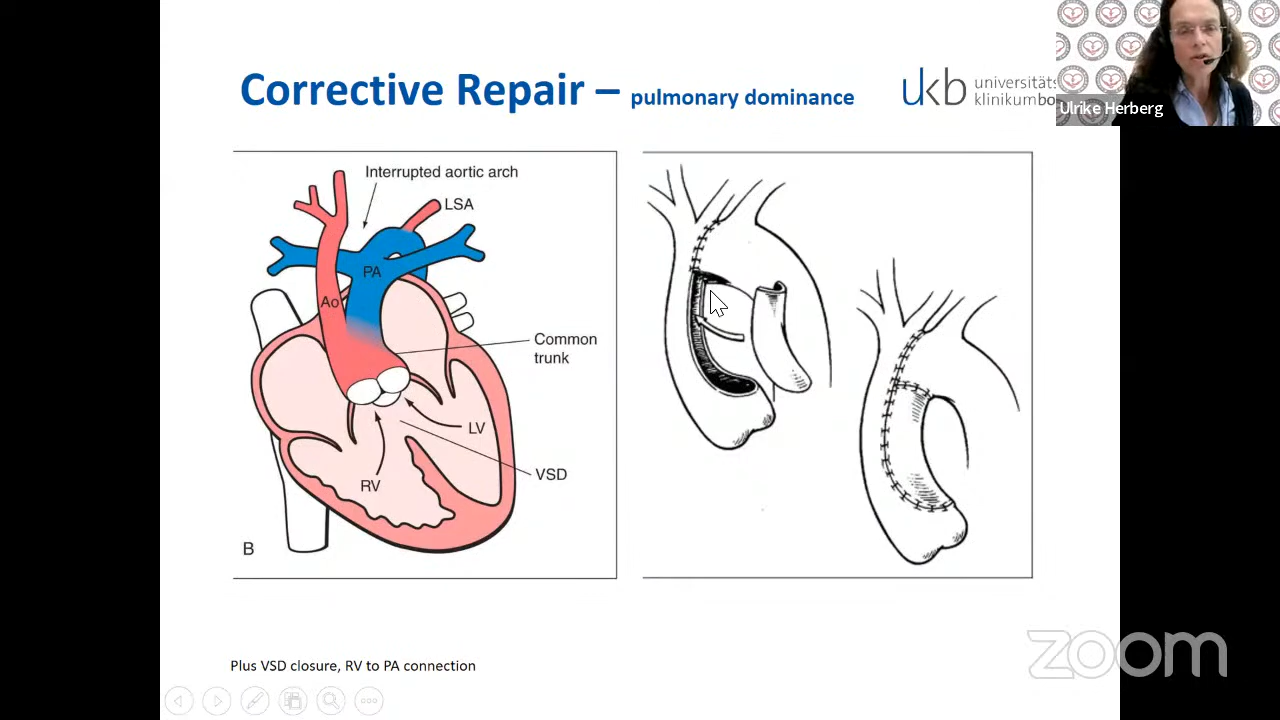 Corrective Repair – pulmonary dominance
ukb universitäts
klinikumbo
Ulrike Herberg
Interrupted aortic arch
LSA
PA
Ao
Common
trunk
LV
VSD
RV
B
Plus VSD closure, RV to PA connection
zoom